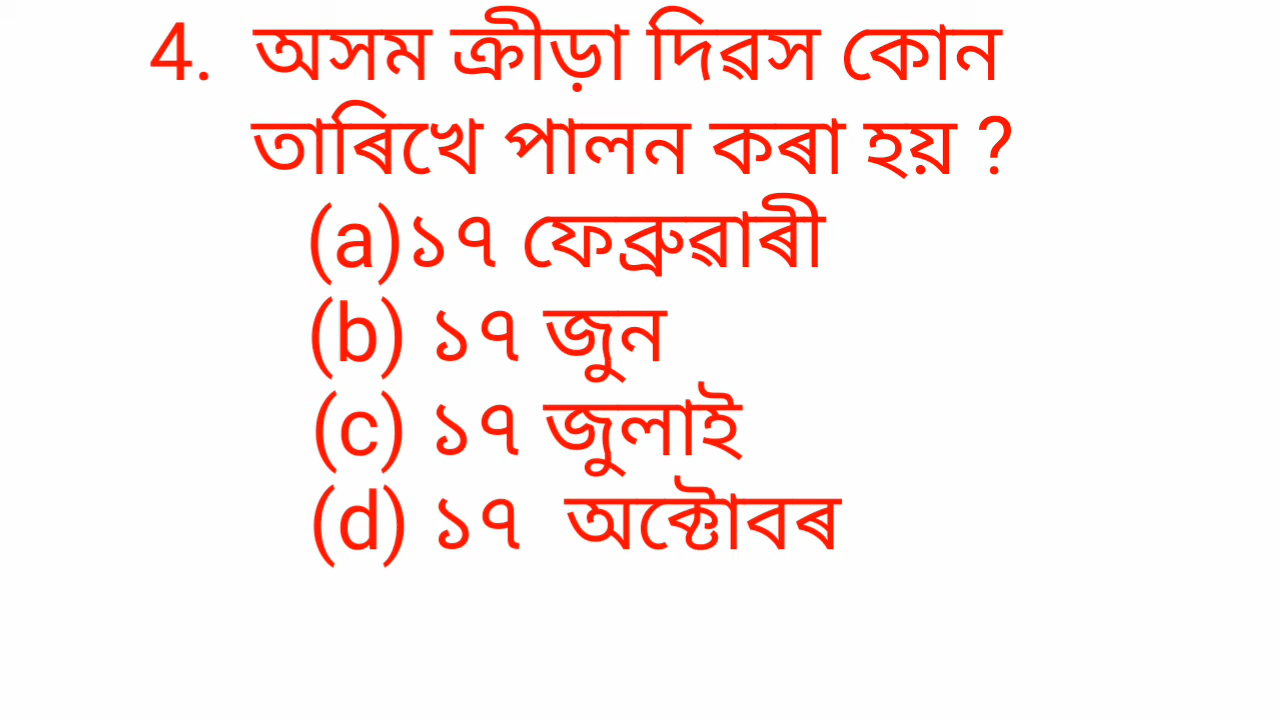 4. অসম ক্ৰীড়া দিৱস কোন
তাৰিখে পালন কৰা হয় ?
(a)১৭ ফেব্ৰুৱাৰী
(b) ১৭ জুন
(c) ১৭ জুলাই
(d) ১৭ অক্টোবৰ